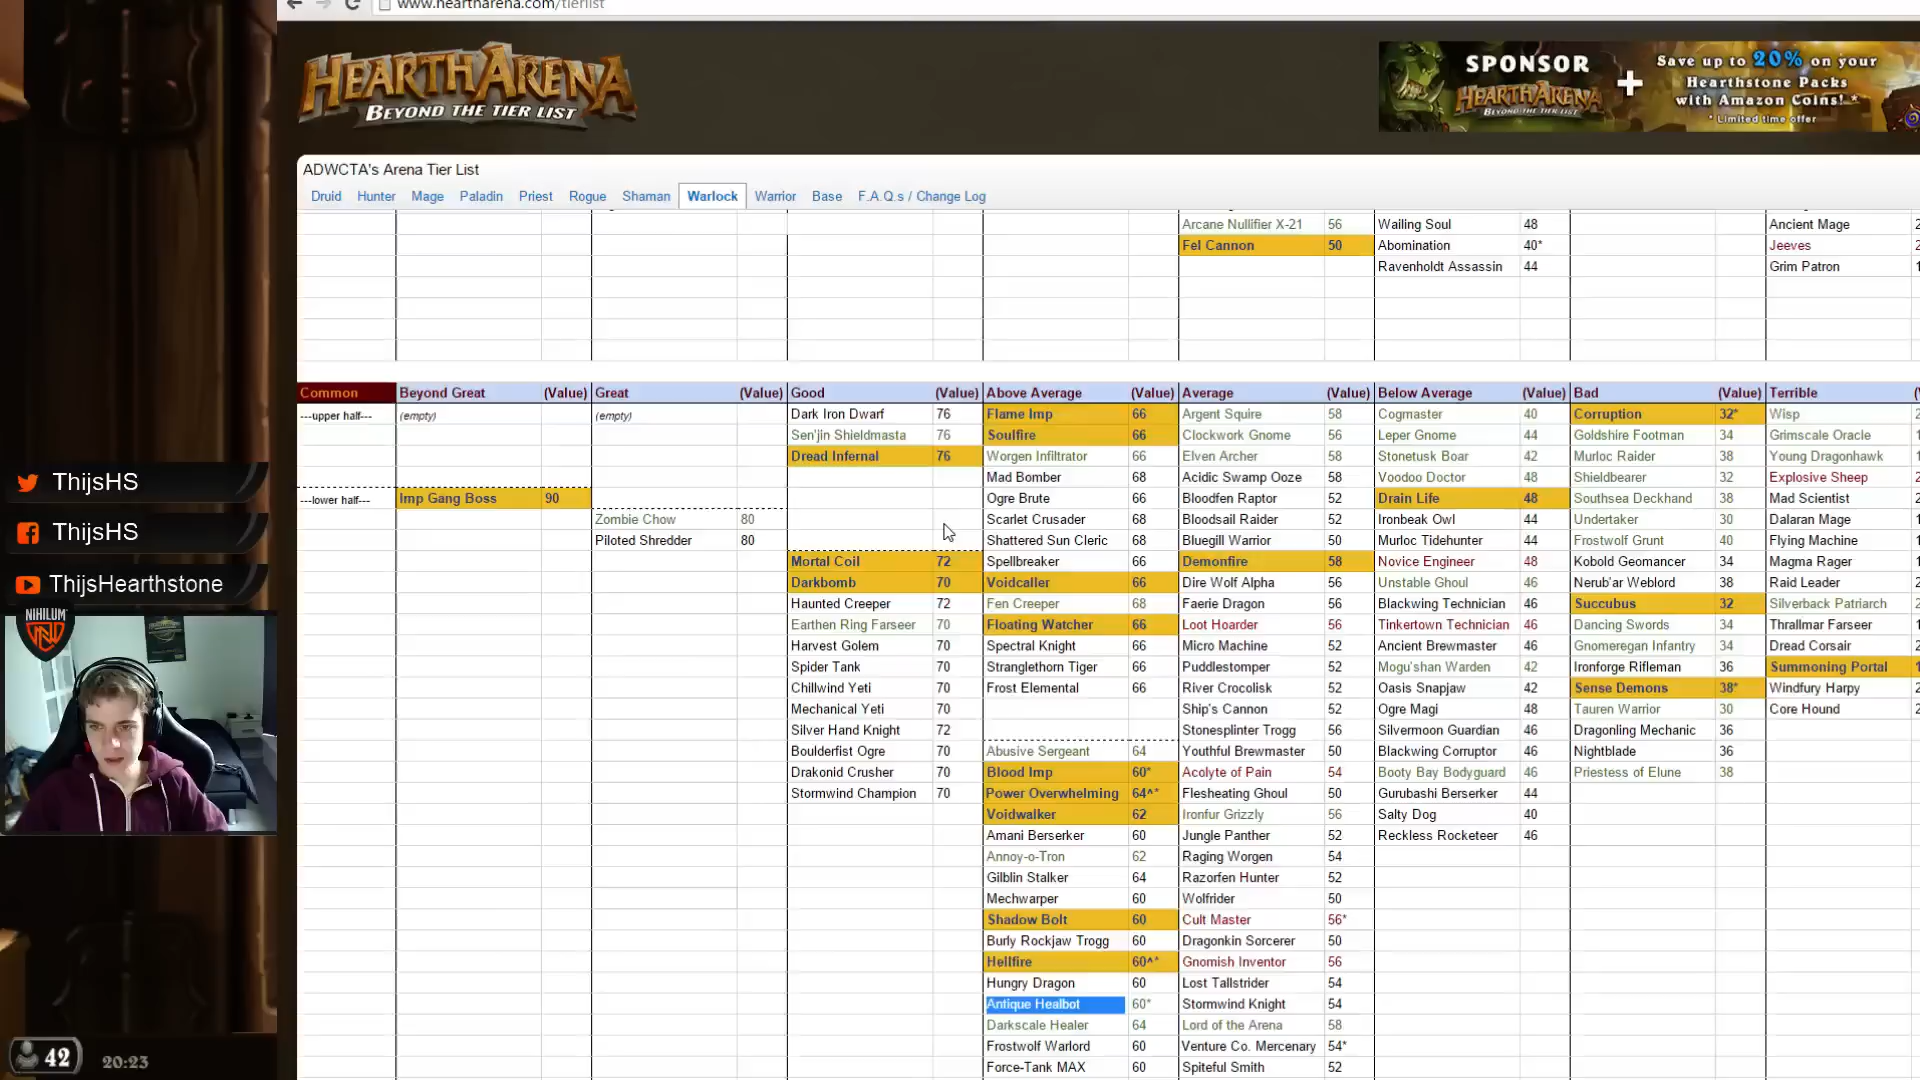 www.heartharena.com/tierlist
HEARTHARENA
BEYOND THE TIER LIST
SPONSOR
HEARTHARENA
BEYOND THE TIER LIST
+
Save up to 20% on your
Hearthstone Packs
with Amazon Coins!*
* Limited time offer
ADWCTA's Arena Tier List
Druid Hunter Mage Paladin Priest Rogue Shaman Warlock Warrior Base F.A.Q.s / Change Log
Arcane Nullifier X-21 56 Wailing Soul 48 Ancient Mage
Fel Cannon 50 Abomination 40* Jeeves
Ravenholdt Assassin 44 Grim Patron
Common Beyond Great (Value) Great (Value) Good (Value) Above Average (Value) Average (Value) Below Average (Value) Bad (Value) Terrible
---upper half--- (empty) (empty) Dark Iron Dwarf 76 Flame Imp 66 Argent Squire 58 Cogmaster 40 Corruption 32* Wisp
Sen'jin Shieldmasta 76 Soulfire 66 Clockwork Gnome 56 Leper Gnome 44 Goldshire Footman 34 Grimscale Oracle
Dread Infernal 76 Worgen Infiltrator 66 Elven Archer 58 Stonetusk Boar 42 Murloc Raider 38 Young Dragonhawk
Mad Bomber 68 Acidic Swamp Ooze 58 Voodoo Doctor 48 Shieldbearer 32 Explosive Sheep
---lower half--- Imp Gang Boss 90 Ogre Brute 66 Bloodfen Raptor 52 Drain Life 48 Southsea Deckhand 38 Mad Scientist
Zombie Chow 80 Scarlet Crusader 68 Bloodsail Raider 52 Ironbeak Owl 44 Undertaker 30 Dalaran Mage
Piloted Shredder 80 Shattered Sun Cleric 68 Bluegill Warrior 50 Murloc Tidehunter 44 Frostwolf Grunt 40 Flying Machine
Mortal Coil 72 Spellbreaker 66 Demonfire 58 Novice Engineer 48 Kobold Geomancer 34 Magma Rager
Darkbomb 70 Voidcaller 66 Dire Wolf Alpha 56 Unstable Ghoul 46 Nerub'ar Weblord 38 Raid Leader
Haunted Creeper 72 Fen Creeper 68 Faerie Dragon 56 Blackwing Technician 46 Succubus 32 Silverback Patriarch
Earthen Ring Farseer 70 Floating Watcher 66 Loot Hoarder 56 Tinkertown Technician 46 Dancing Swords 34 Thrallmar Farseer
Harvest Golem 70 Spectral Knight 66 Micro Machine 52 Ancient Brewmaster 46 Gnomeregan Infantry 34 Dread Corsair
Spider Tank 70 Stranglethorn Tiger 66 Puddlestomper 52 Mogu'shan Warden 42 Ironforge Rifleman 36 Summoning Portal
Chillwind Yeti 70 Frost Elemental 66 River Crocolisk 52 Oasis Snapjaw 42 Sense Demons 38* Windfury Harpy
Mechanical Yeti 70 Ship's Cannon 52 Ogre Magi 48 Tauren Warrior 30 Core Hound
Silver Hand Knight 72 Stonesplinter Trogg 56 Silvermoon Guardian 46 Dragonling Mechanic 36
Boulderfist Ogre 70 Abusive Sergeant 64 Youthful Brewmaster 50 Blackwing Corruptor 46 Nightblade 36
Drakonid Crusher 70 Blood Imp 60* Acolyte of Pain 54 Booty Bay Bodyguard 46 Priestess of Elune 38
Stormwind Champion 70 Power Overwhelming 64^* Flesheating Ghoul 50 Gurubashi Berserker 44
Voidwalker 62 Ironfur Grizzly 56 Salty Dog 40
Amani Berserker 60 Jungle Panther 52 Reckless Rocketeer 46
Annoy-o-Tron 62 Raging Worgen 54
Gilblin Stalker 64 Razorfen Hunter 52
Mechwarper 60 Wolfrider 50
Shadow Bolt 60 Cult Master 56*
Burly Rockjaw Trogg 60 Dragonkin Sorcerer 50
Hellfire 60^* Gnomish Inventor 56
Hungry Dragon 60 Lost Tallstrider 54
Antique Healbot 60* Stormwind Knight 54
Darkscale Healer 64 Lord of the Arena 58
Frostwolf Warlord 60 Venture Co. Mercenary 54*
Force-Tank MAX 60 Spiteful Smith 52
ThijsHS
ThijsHS
ThijsHearthstone
NIHILUM
42 20:23